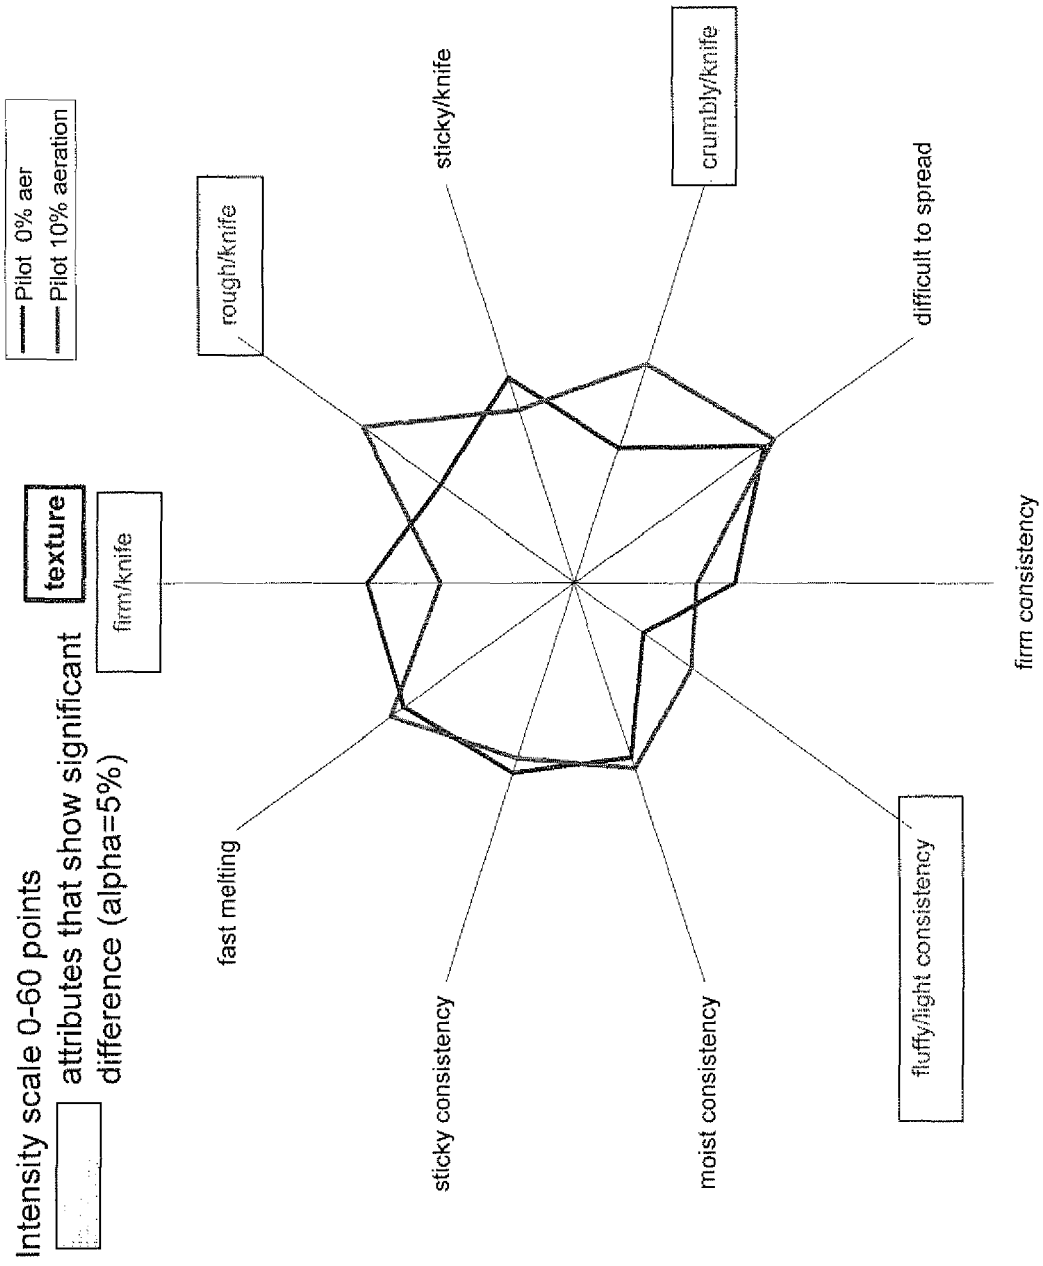 Intensity scale 0-60 points
attributes that show significant
difference (alpha=5%)
texture
Pilot 0% aer
Pilot 10% aeration
firm/knife
rough/knife
sticky/knife
crumbly/knife
difficult to spread
firm consistency
fluffy/light consistency
moist consistency
sticky consistency
fast melting